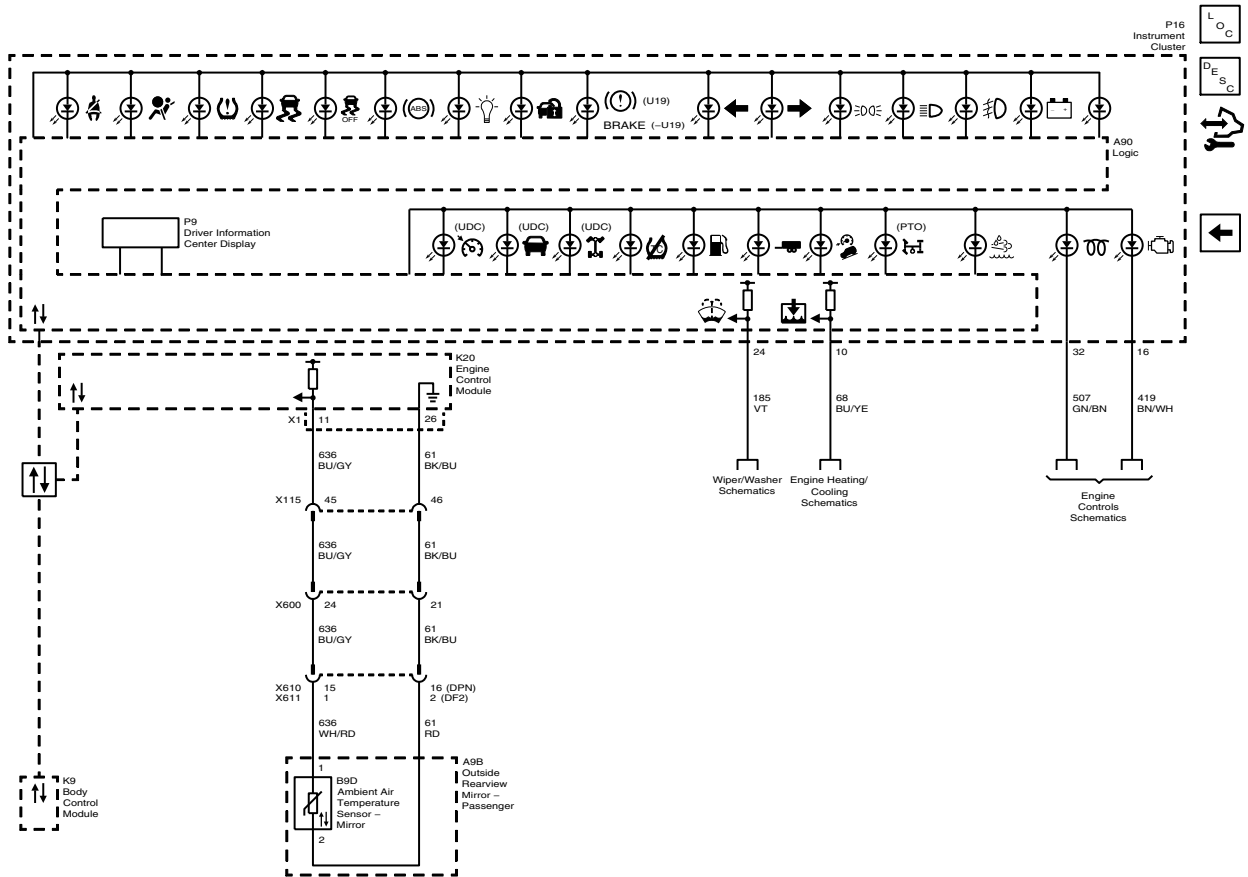 P16
Instrument
Cluster
L
O
C
D
E
S
C
OFF
ABS
(U19)
BRAKE (–U19)
A90
Logic
P9
Driver Information
Center Display
(UDC)
(UDC)
(UDC)
TC
(PTO)
24
10
32
16
185
VT
68
BU/YE
507
GN/BN
419
BN/WH
Wiper/Washer
Schematics
Engine Heating/
Cooling
Schematics
Engine
Controls
Schematics
K20
Engine
Control
Module
X1
11
26
636
BU/GY
61
BK/BU
X115
45
46
636
BU/GY
61
BK/BU
X600
24
21
636
BU/GY
61
BK/BU
X610
X611
15
1
16 (DPN)
2 (DF2)
636
WH/RD
61
RD
A9B
Outside
Rearview
Mirror –
Passenger
1
B9D
Ambient Air
Temperature
Sensor –
Mirror
2
K9
Body
Control
Module